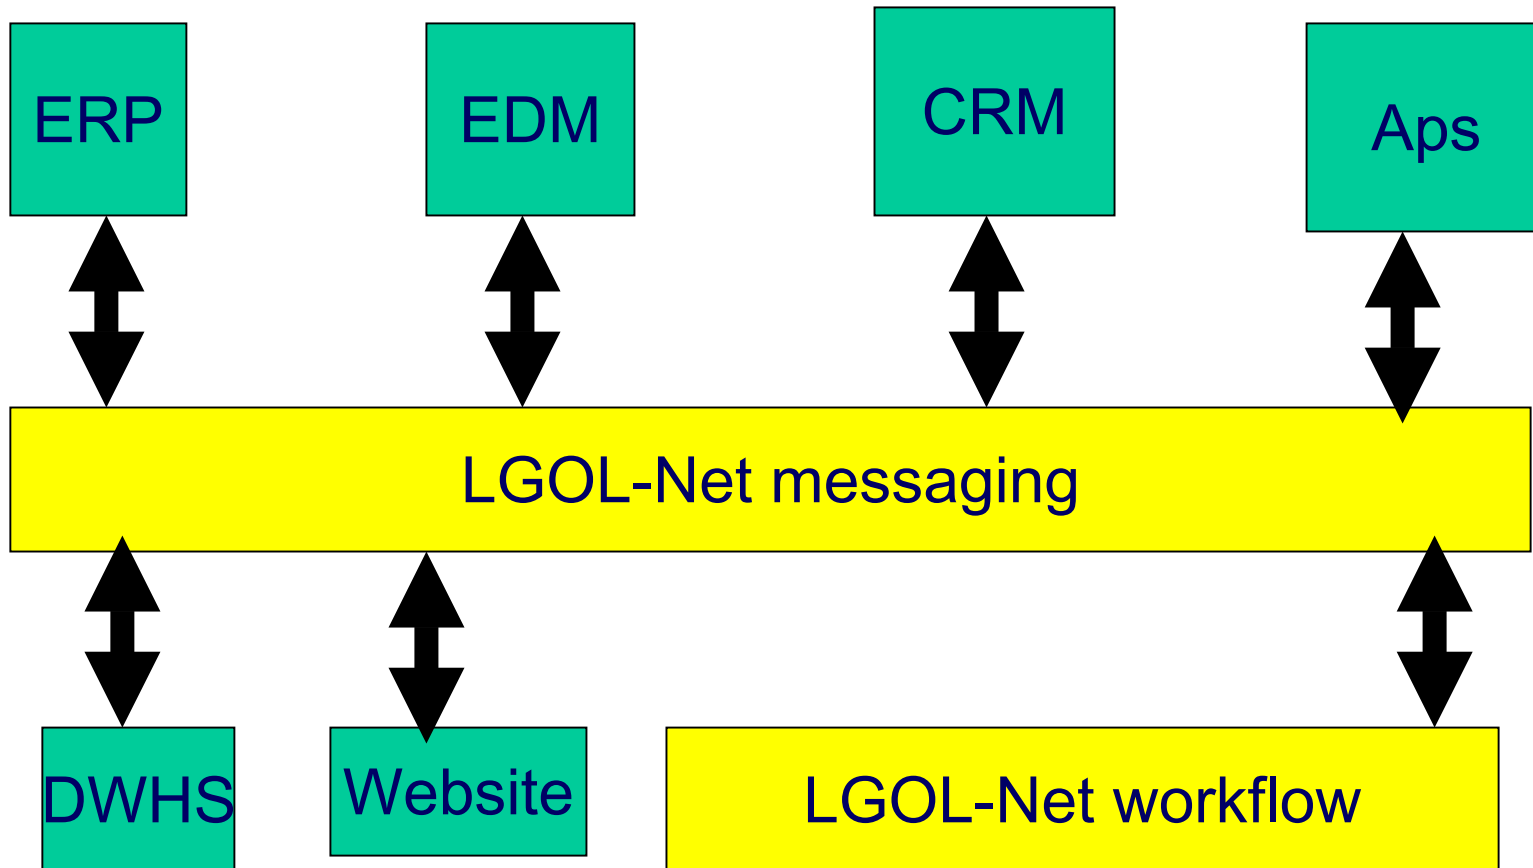 ERP
EDM
CRM
Aps
LGOL-Net messaging
DWHS
Website
LGOL-Net workflow